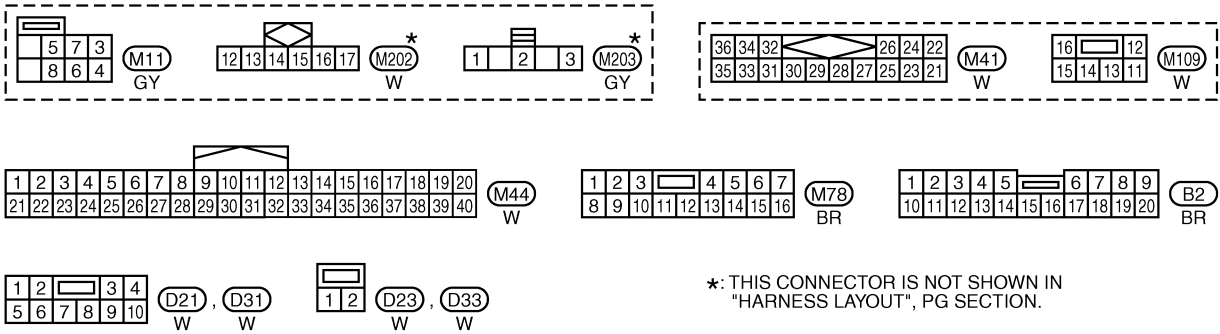 5 7 3
8 6 4
M11
GY
12 13 14 15 16 17
*
M202
W
1 2 3
*
M203
GY
36 34 32 26 24 22
35 33 31 30 29 28 27 25 23 21
M41
W
16 12
15 14 13 11
M109
W
1 2 3 4 5 6 7 8 9 10 11 12 13 14 15 16 17 18 19 20
21 22 23 24 25 26 27 28 29 30 31 32 33 34 35 36 37 38 39 40
M44
W
1 2 3 4 5 6 7
8 9 10 11 12 13 14 15 16
M78
BR
1 2 3 4 5 6 7 8 9
10 11 12 13 14 15 16 17 18 19 20
B2
BR
1 2 3 4
5 6 7 8 9 10
D21 , D31
W W
1 2
D23 , D33
W W
*: THIS CONNECTOR IS NOT SHOWN IN
"HARNESS LAYOUT", PG SECTION.